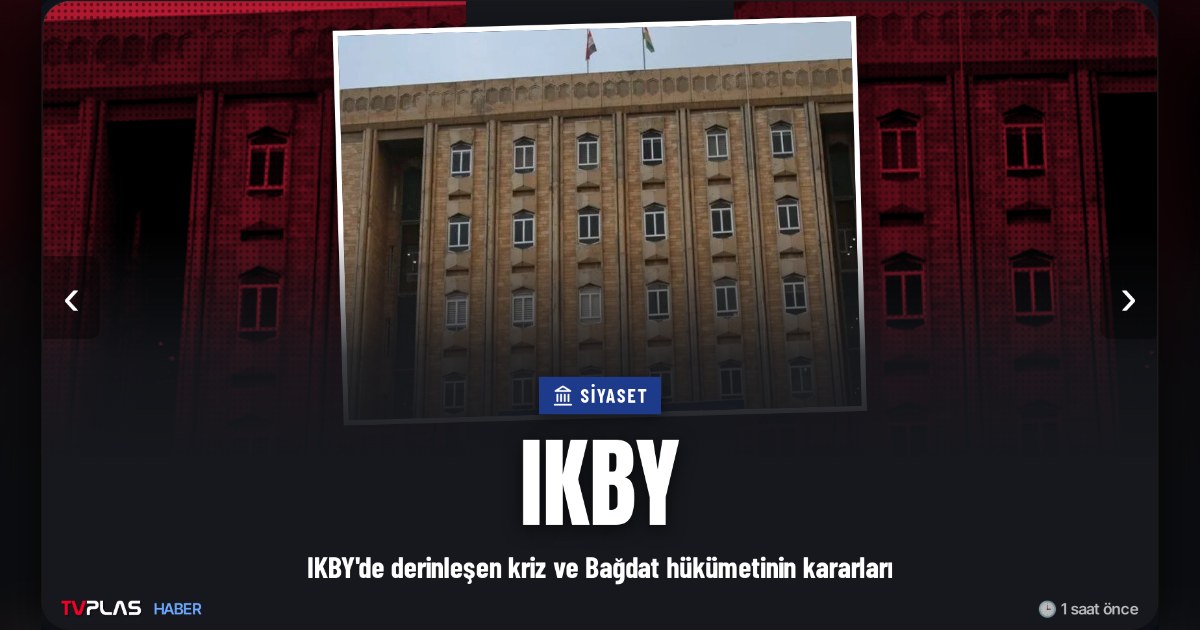 SİYASET
IKBY
IKBY'de derinleşen kriz ve Bağdat hükümetinin kararları
TVPLAS HABER
1 saat önce